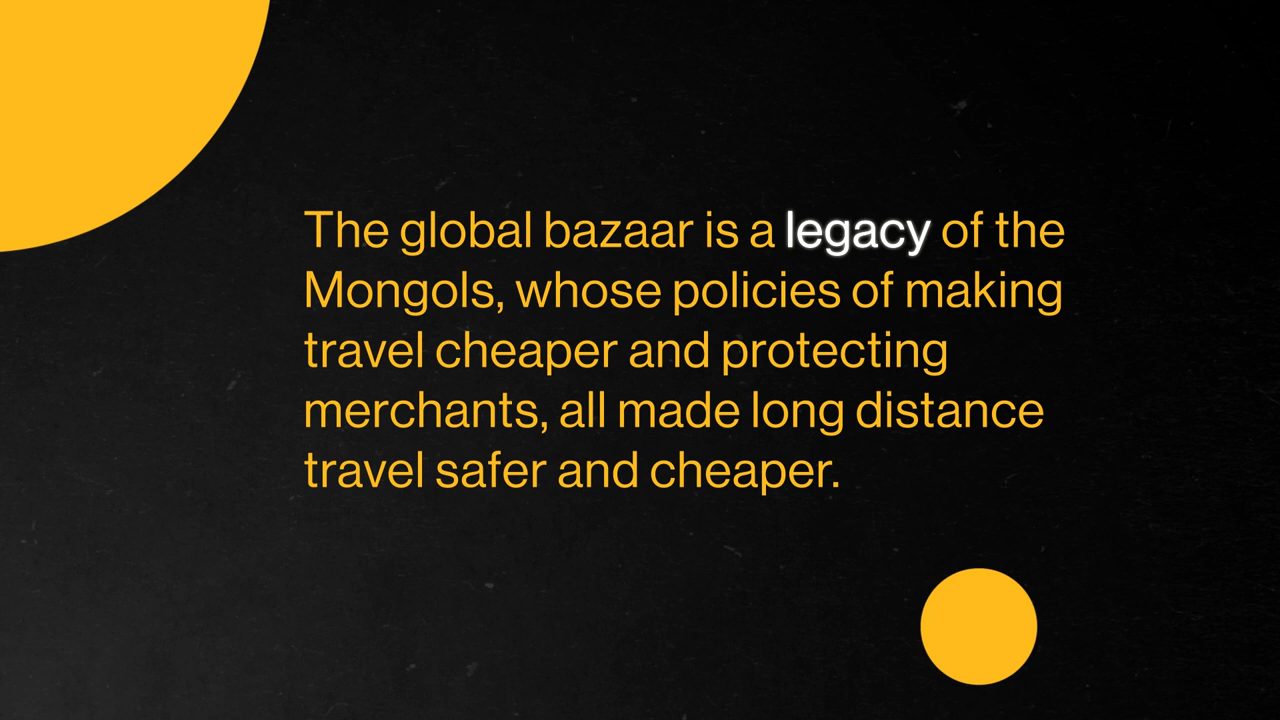 The global bazaar is a legacy of the
Mongols, whose policies of making
travel cheaper and protecting
merchants, all made long distance
travel safer and cheaper.